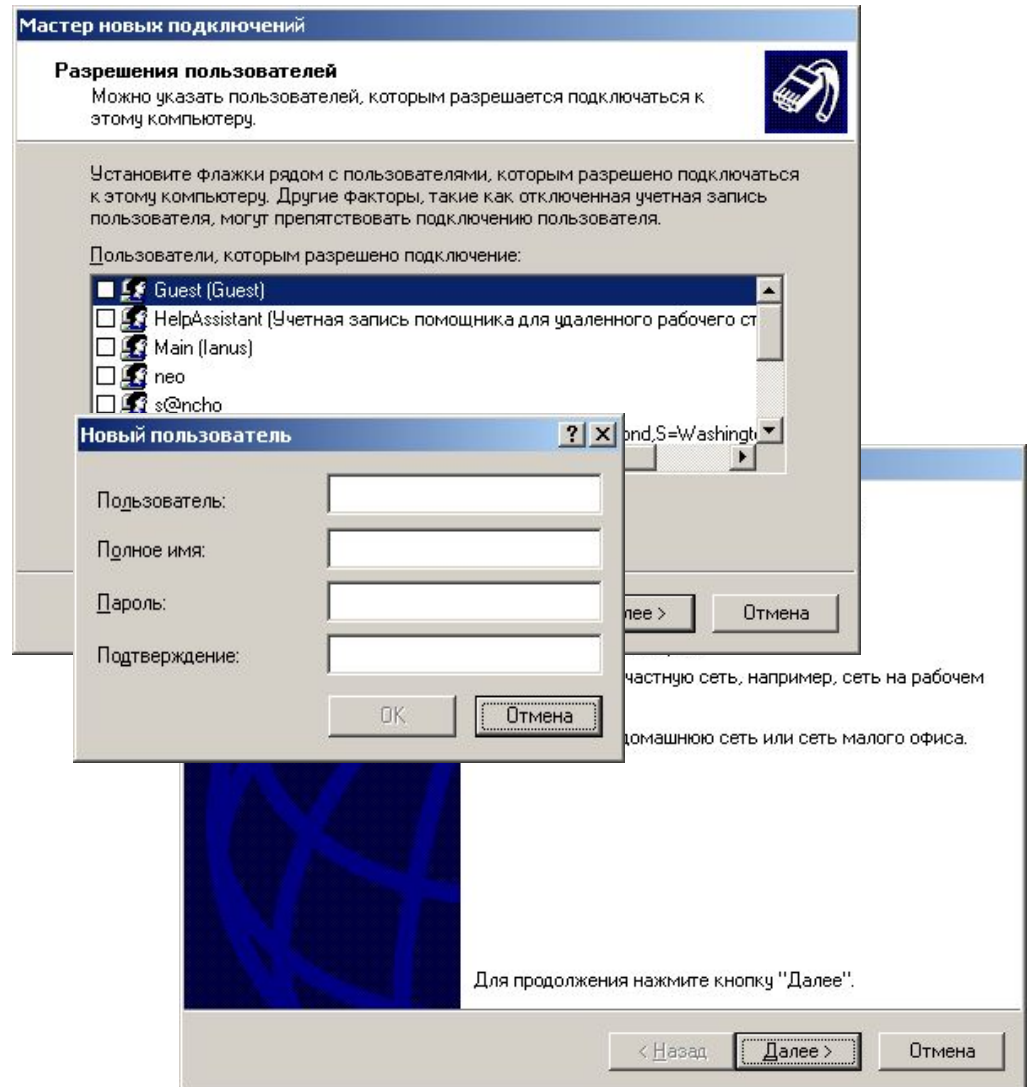 Мастер новых подключений
Разрешения пользователей
Можно указать пользователей, которым разрешается подключаться к
этому компьютеру.
Установите флажки рядом с пользователями, которым разрешено подключаться
к этому компьютеру. Другие факторы, такие как отключенная учетная запись
пользователя, могут препятствовать подключению пользователя.
Пользователи, которым разрешено подключение:
Guest (Guest)
HelpAssistant (Учетная запись помощника для удаленного рабочего ст
Main (Ianus)
neo
s@ncho
ond,S=Washingt
Новый пользователь
Пользователь:
Полное имя:
Пароль:
Подтверждение:
OK
Отмена
лее >
Отмена
частную сеть, например, сеть на рабочем
домашнюю сеть или сеть малого офиса.
Для продолжения нажмите кнопку "Далее".
< Назад
Далее >
Отмена